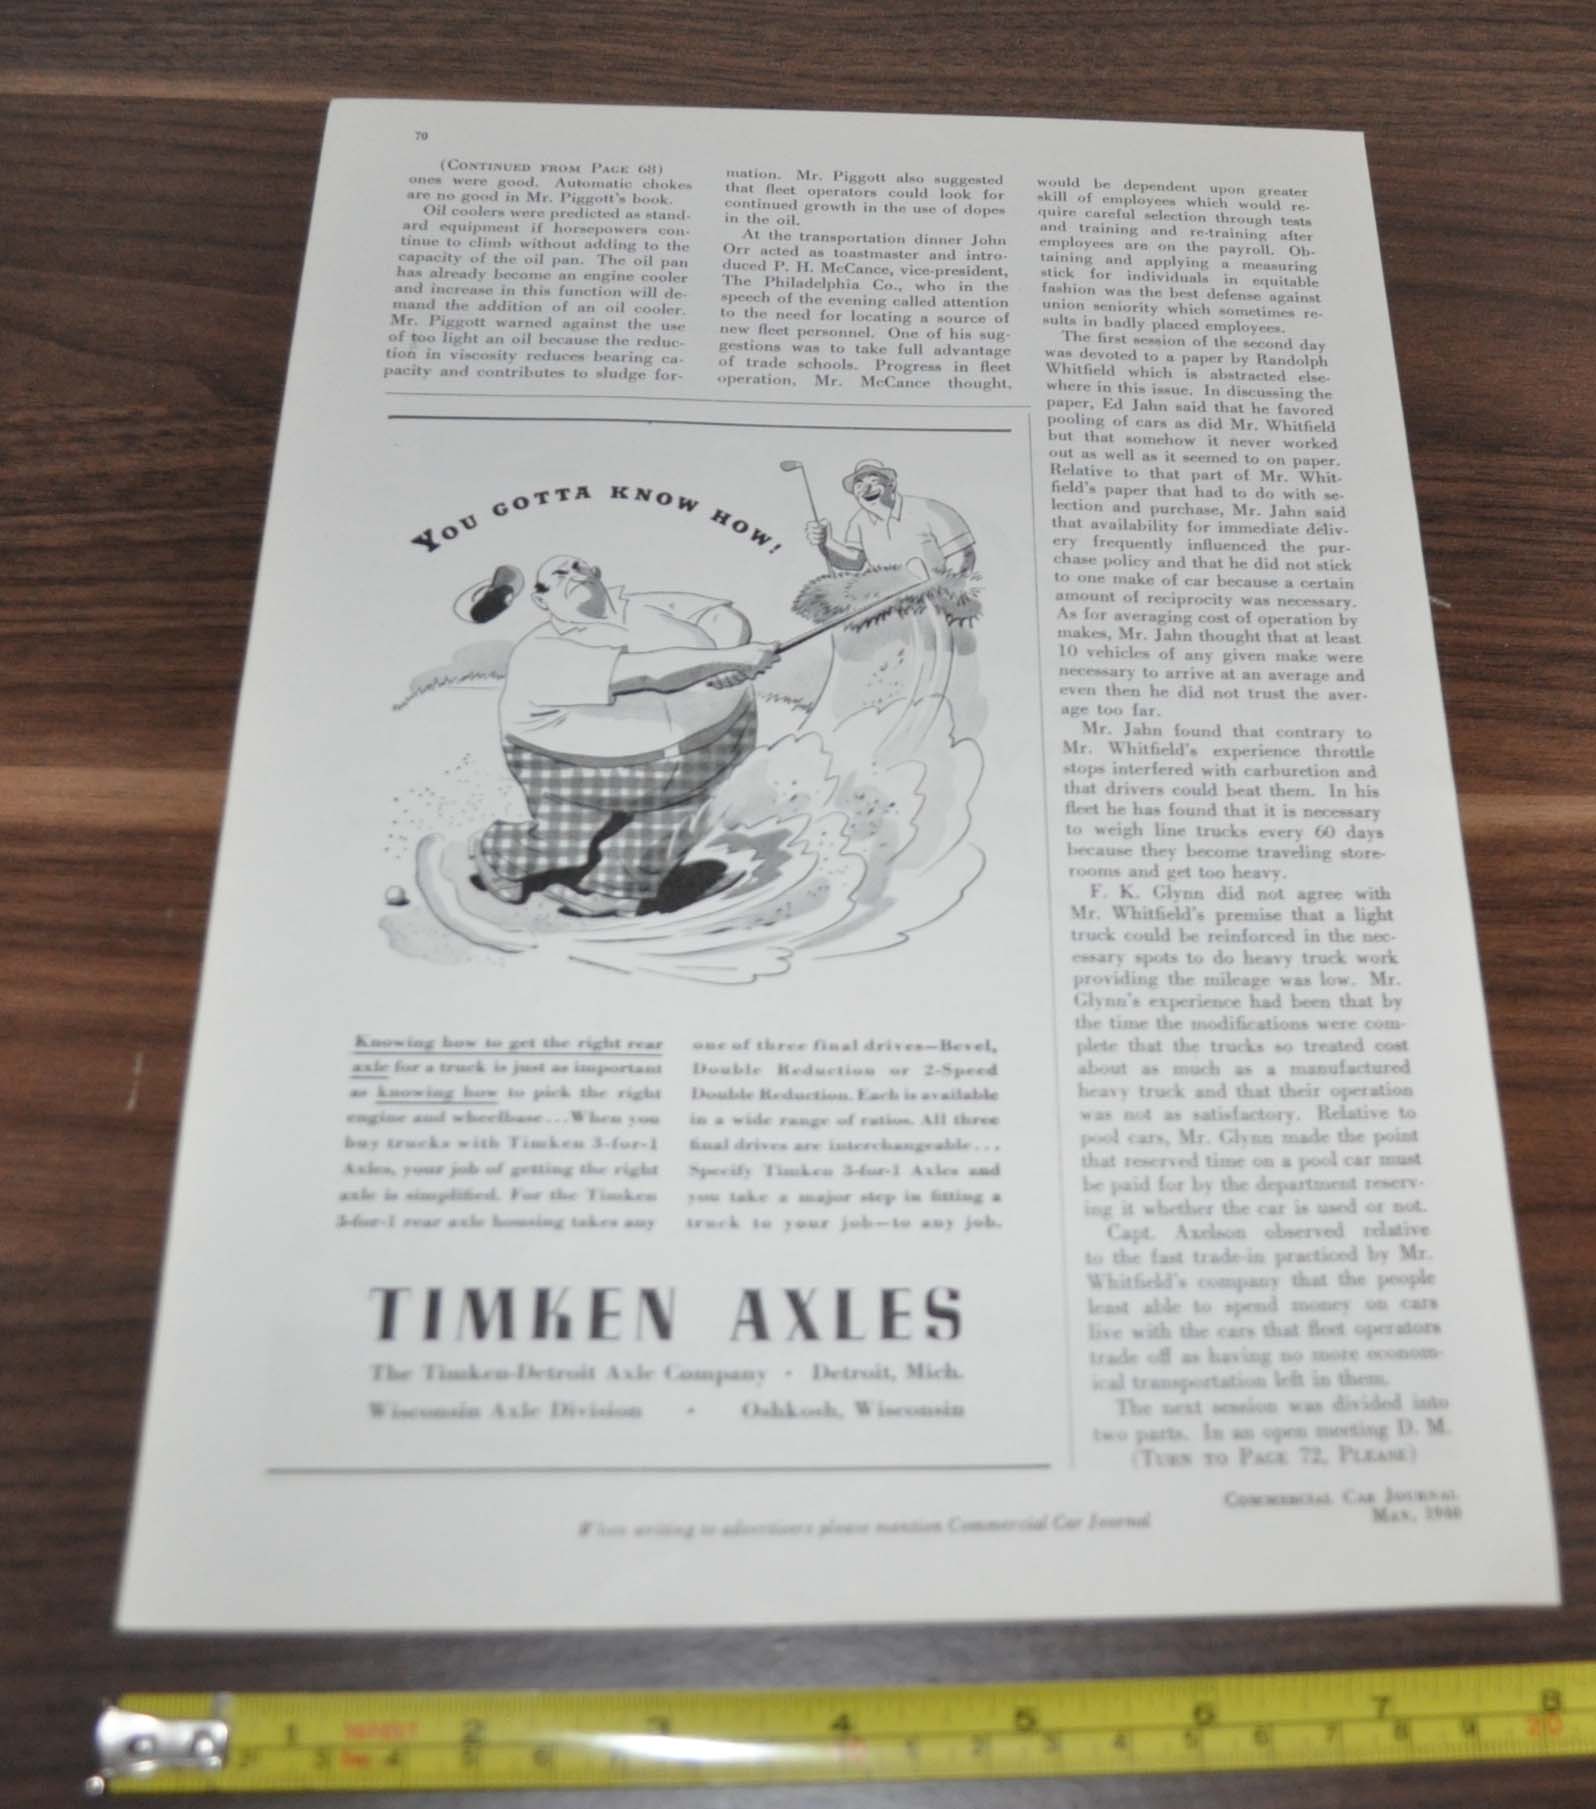 70
(CONTINUED FROM PAGE 68)
ones were good. Automatic chokes
are no good in Mr. Piggott's book.
Oil coolers were predicted as stand-
ard equipment if horsepowers con-
tinue to climb without adding to the
capacity of the oil pan. The oil pan
has already become an engine cooler
and increase in this function will de-
mand the addition of an oil cooler.
Mr. Piggott warned against the use
of too light an oil because the reduc-
tion in viscosity reduces bearing ca-
pacity and contributes to sludge for-
mation. Mr. Piggott also suggested
that fleet operators could look for
continued growth in the use of dopes
in the oil.
At the transportation dinner John
Orr acted as toastmaster and intro-
duced P. H. McCance, vice-president,
The Philadelphia Co., who in the
speech of the evening called attention
to the need for locating a source of
new fleet personnel. One of his sug-
gestions was to take full advantage
of trade schools. Progress in fleet
operation, Mr. McCance thought,
would be dependent upon greater
skill of employees which would re-
quire careful selection through tests
and training and re-training after
employees are on the payroll. Ob-
taining and applying a measuring
stick for individuals in equitable
fashion was the best defense against
union seniority which sometimes re-
sults in badly placed employees.
The first session of the second day
was devoted to a paper by Randolph
Whitfield which is abstracted else-
where in this issue. In discussing the
paper, Ed Jahn said that he favored
pooling of cars as did Mr. Whitfield
but that somehow it never worked
out as well as it seemed to on paper.
Relative to that part of Mr. Whit-
field's paper that had to do with se-
lection and purchase, Mr. Jahn said
that availability for immediate deliv-
ery frequently influenced the pur-
chase policy and that he did not stick
to one make of car because a certain
amount of reciprocity was necessary.
As for averaging cost of operation by
makes, Mr. Jahn thought that at least
10 vehicles of any given make were
necessary to arrive at an average and
even then he did not trust the aver-
age too far.
Mr. Jahn found that contrary to
Mr. Whitfield's experience throttle
stops interfered with carburetion and
that drivers could beat them. In his
fleet he has found that it is necessary
to weigh line trucks every 60 days
because they become traveling store-
rooms and get too heavy.
F. K. Glynn did not agree with
Mr. Whitfield's premise that a light
truck could be reinforced in the nec-
essary spots to do heavy truck work
providing the mileage was low. Mr.
Glynn's experience had been that by
the time the modifications were com-
plete that the trucks so treated cost
about as much as a manufactured
heavy truck and that their operation
was not as satisfactory. Relative to
pool cars, Mr. Glynn made the point
that reserved time on a pool car must
be paid for by the department reserv-
ing it whether the car is used or not.
Capt. Axelson observed relative
to the fast trade-in practiced by Mr.
Whitfield's company that the people
least able to spend money on cars
live with the cars that fleet operators
trade off as having no more econom-
ical transportation left in them.
The next session was divided into
two parts. In an open meeting D. M.
(TURN TO PAGE 72, PLEASE)
YOU GOTTA KNOW HOW!
Knowing how to get the right rear
axle for a truck is just as important
as knowing how to pick the right
engine and wheelbase...When you
buy trucks with Timken 3-for-1
Axles, your job of getting the right
axle is simplified. For the Timken
3-for-1 rear axle housing takes any
one of three final drives—Bevel,
Double Reduction or 2-Speed
Double Reduction. Each is available
in a wide range of ratios. All three
final drives are interchangeable...
Specify Timken 3-for-1 Axles and
you take a major step in fitting a
truck to your job—to any job.
TIMKEN AXLES
The Timken-Detroit Axle Company • Detroit, Mich.
Wisconsin Axle Division • Oshkosh, Wisconsin
When writing to advertisers please mention Commercial Car Journal
COMMERCIAL CAR JOURNAL
MAY, 1940
1 2 3 4 5 6 7 8
2 3 4 5 6 10 1 2 3 4 5 6 7 8 9 20